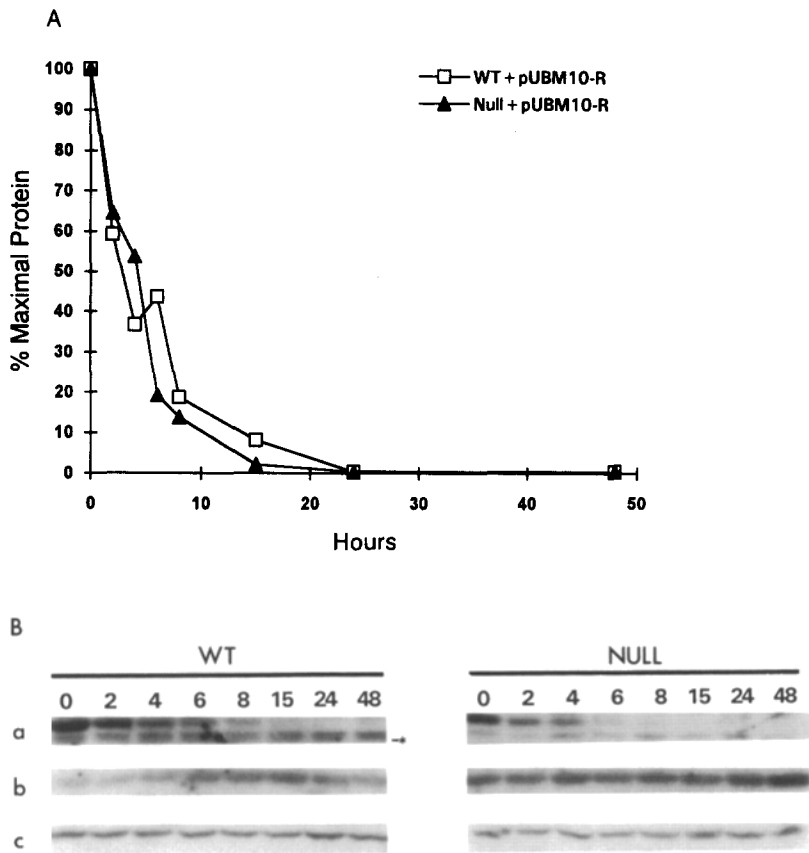 A
% Maximal Protein
100
90
80
70
60
50
40
30
20
10
0
0 10 20 30 40 50
Hours
WT + pUBM10-R
Null + pUBM10-R
B
WT NULL
0 2 4 6 8 15 24 48 0 2 4 6 8 15 24 48
a
b
c